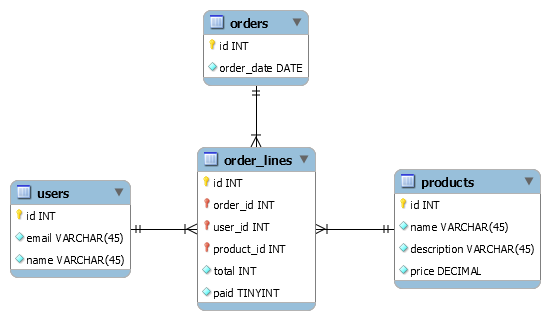 orders
id INT
order_date DATE
order_lines
id INT
order_id INT
user_id INT
product_id INT
total INT
paid TINYINT
users
id INT
email VARCHAR(45)
name VARCHAR(45)
products
id INT
name VARCHAR(45)
description VARCHAR(45)
price DECIMAL